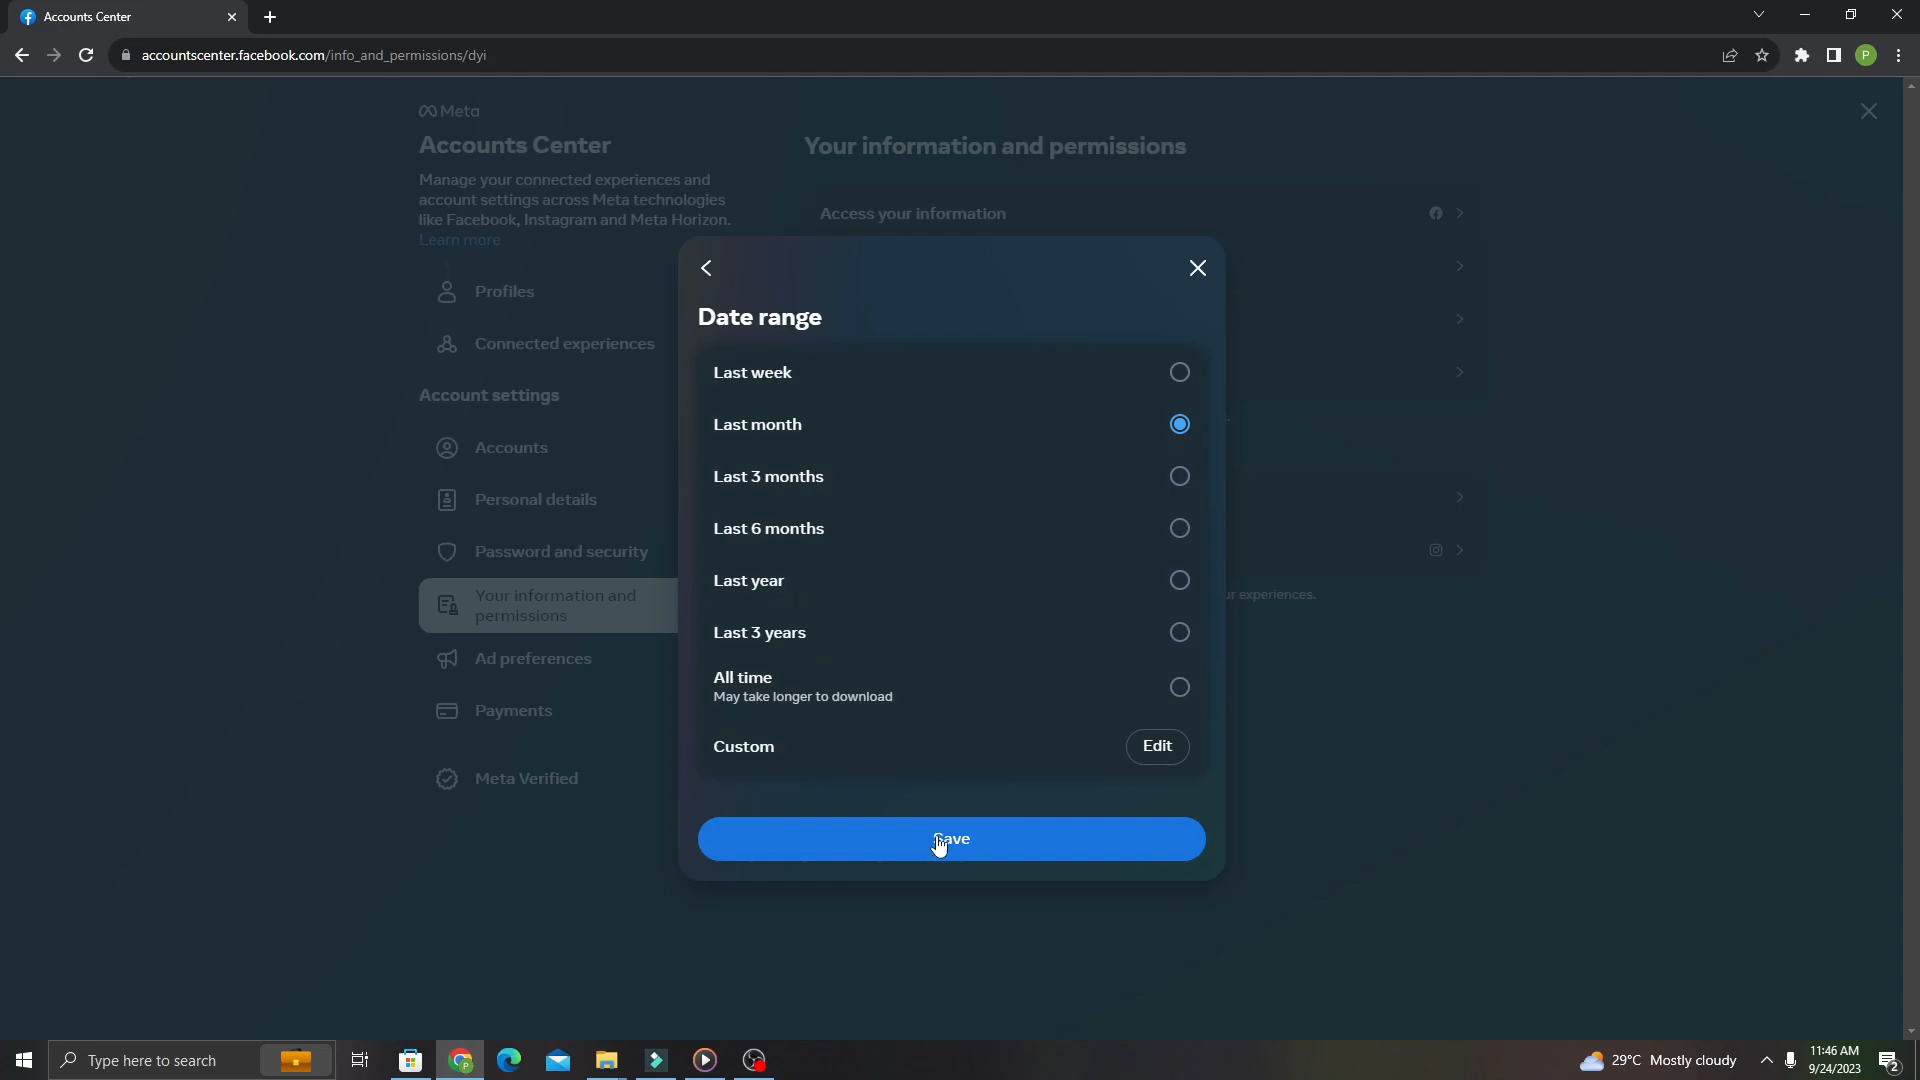 Accounts Center
accountscenter.facebook.com/info_and_permissions/dyi
P
Meta
Accounts Center
Manage your connected experiences and
account settings across Meta technologies
like Facebook, Instagram and Meta Horizon.
Learn more
Profiles
Connected experiences
Account settings
Accounts
Personal details
Password and security
Your information and
permissions
Ad preferences
Payments
Meta Verified
Your information and permissions
Access your information
experiences.
Date range
Last week
Last month
Last 3 months
Last 6 months
Last year
Last 3 years
All time
May take longer to download
Custom
Edit
Save
Type here to search
P
29°C Mostly cloudy
11:46 AM
9/24/2023
2